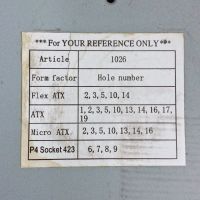 *** For YOUR REFERENCE ONLY***
Article 1026
Form factor Hole number
Flex ATX 2, 3, 5, 10, 14
ATX 1, 2, 3, 5, 10, 13, 14, 16, 17,
19
Micro ATX 2, 3, 5, 10, 13, 14, 16
P4 Socket 423 6, 7, 8, 9